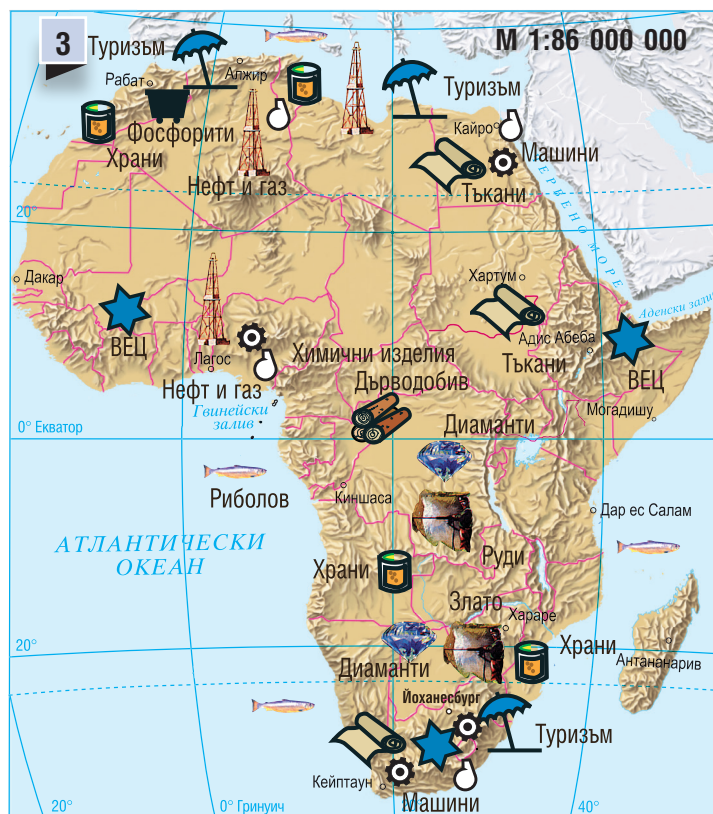 3
М 1:86 000 000
Туризъм
Рабат
Алжир
Туризъм
Фосфорити
Храни
Кайро
Машини
Нефт и газ
Тъкани
ЧЕРВЕНО МОРЕ
20°
Дакар
Хартум
Аденски залив
ВЕЦ
Лагос
Химични изделия
Адис Абеба
Тъкани
ВЕЦ
Нефт и газ
Дърводобив
Гвинейски
залив
Могадишу
0° Екватор
Диаманти
Риболов
Киншаса
Дар ес Салам
АТЛАНТИЧЕСКИ
ОКЕАН
Руди
Храни
Злато
Хараре
20°
Храни
Диаманти
Антананарив
Йоханесбург
Туризъм
Кейптаун
Машини
20°
0° Гринуич
20°
40°